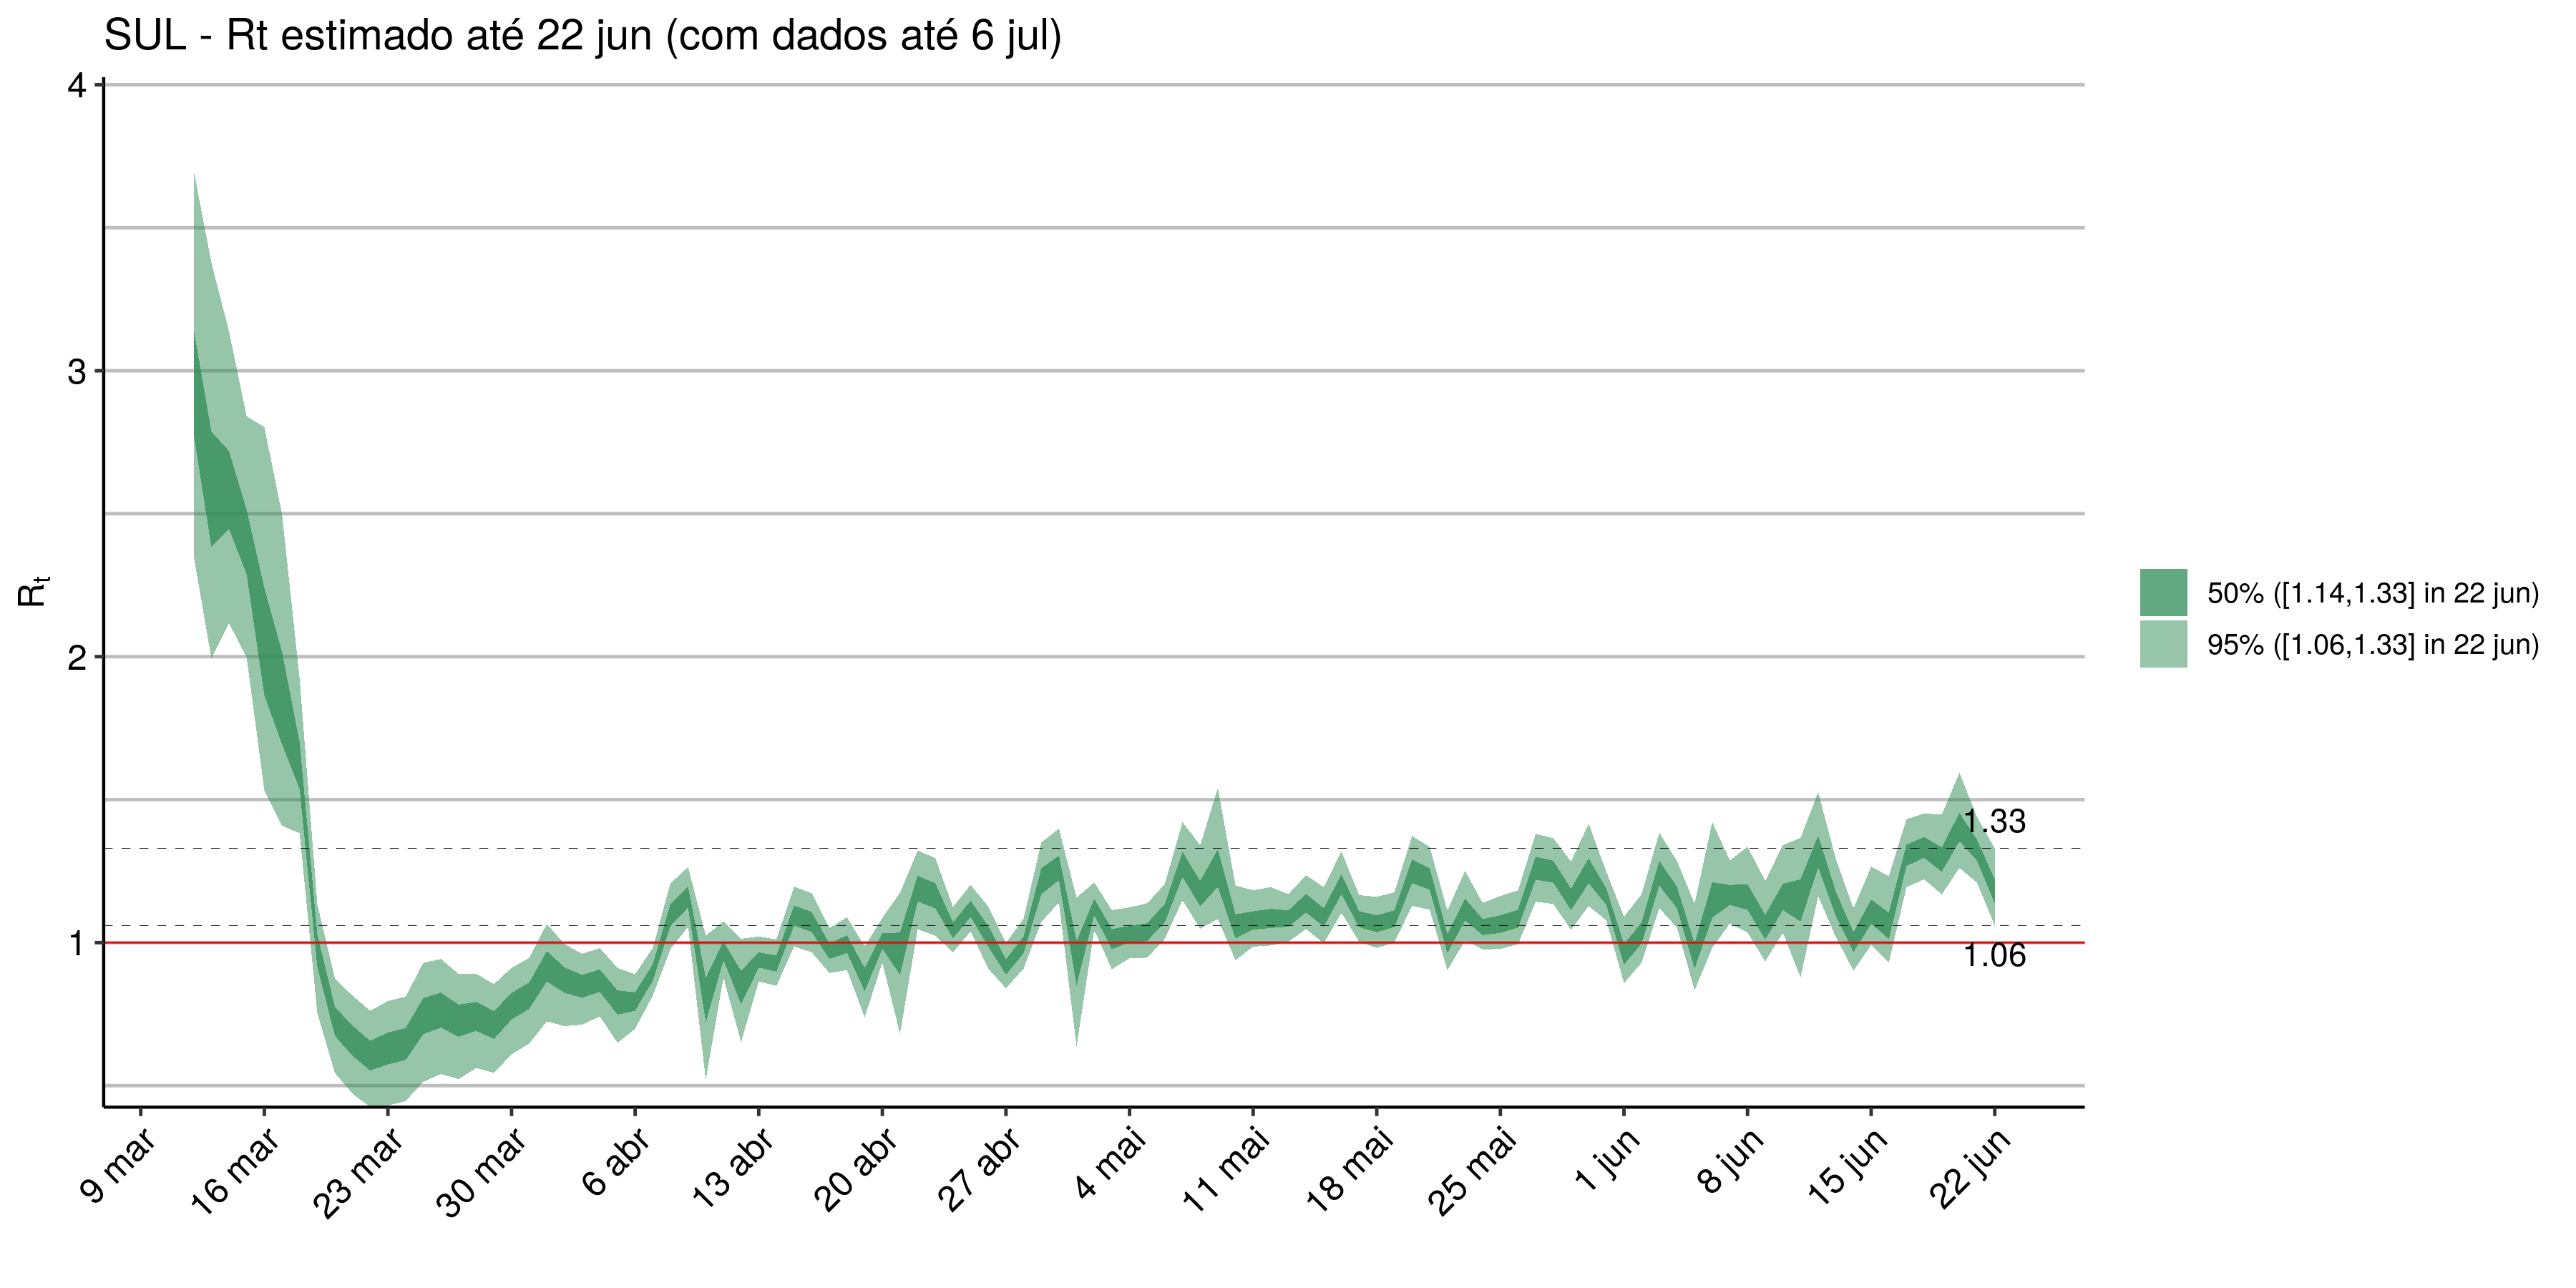 SUL - Rt estimado até 22 jun (com dados até 6 jul)
4
3
2
1
Rt
1.33
1.06
50% ([1.14,1.33] in 22 jun)
95% ([1.06,1.33] in 22 jun)
9 mar
16 mar
23 mar
30 mar
6 abr
13 abr
20 abr
27 abr
4 mai
11 mai
18 mai
25 mai
1 jun
8 jun
15 jun
22 jun